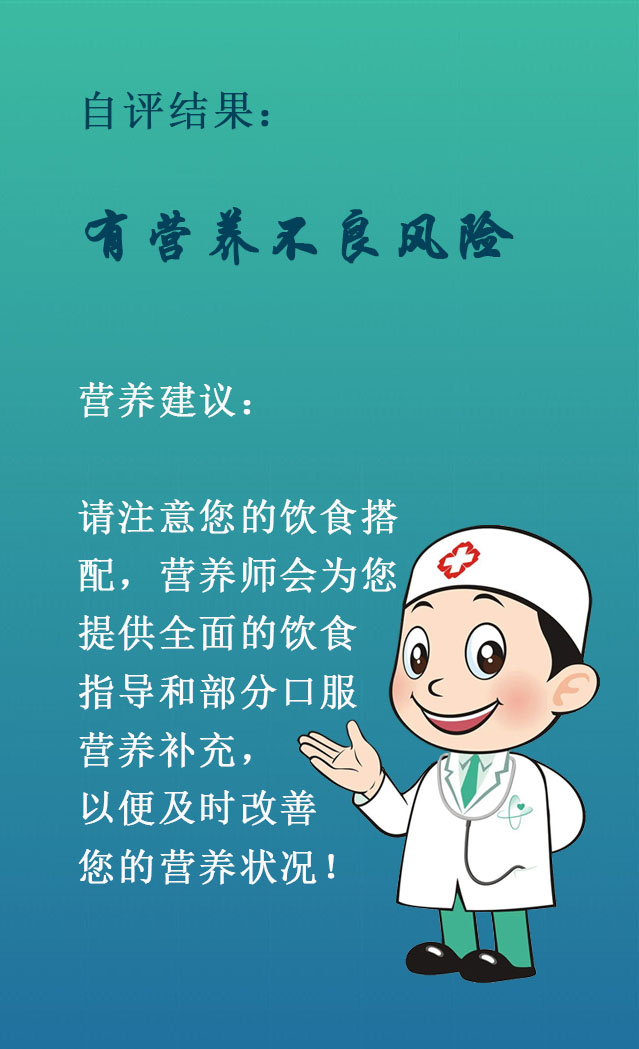 自评结果：
有营养不良风险
营养建议：
请注意您的饮食搭
配，营养师会为您
提供全面的饮食
指导和部分口服
营养补充，
以便及时改善
您的营养状况！